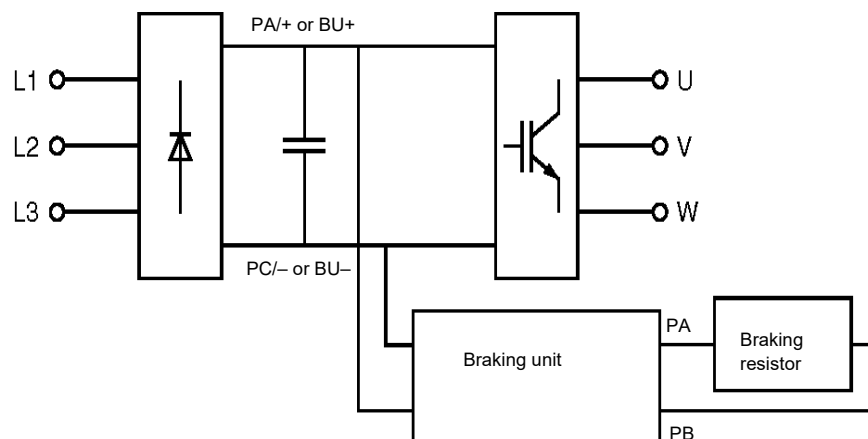 PA/+ or BU+
L1
U
L2
V
L3
W
PC/– or BU–
PA
Braking unit
Braking
resistor
PB